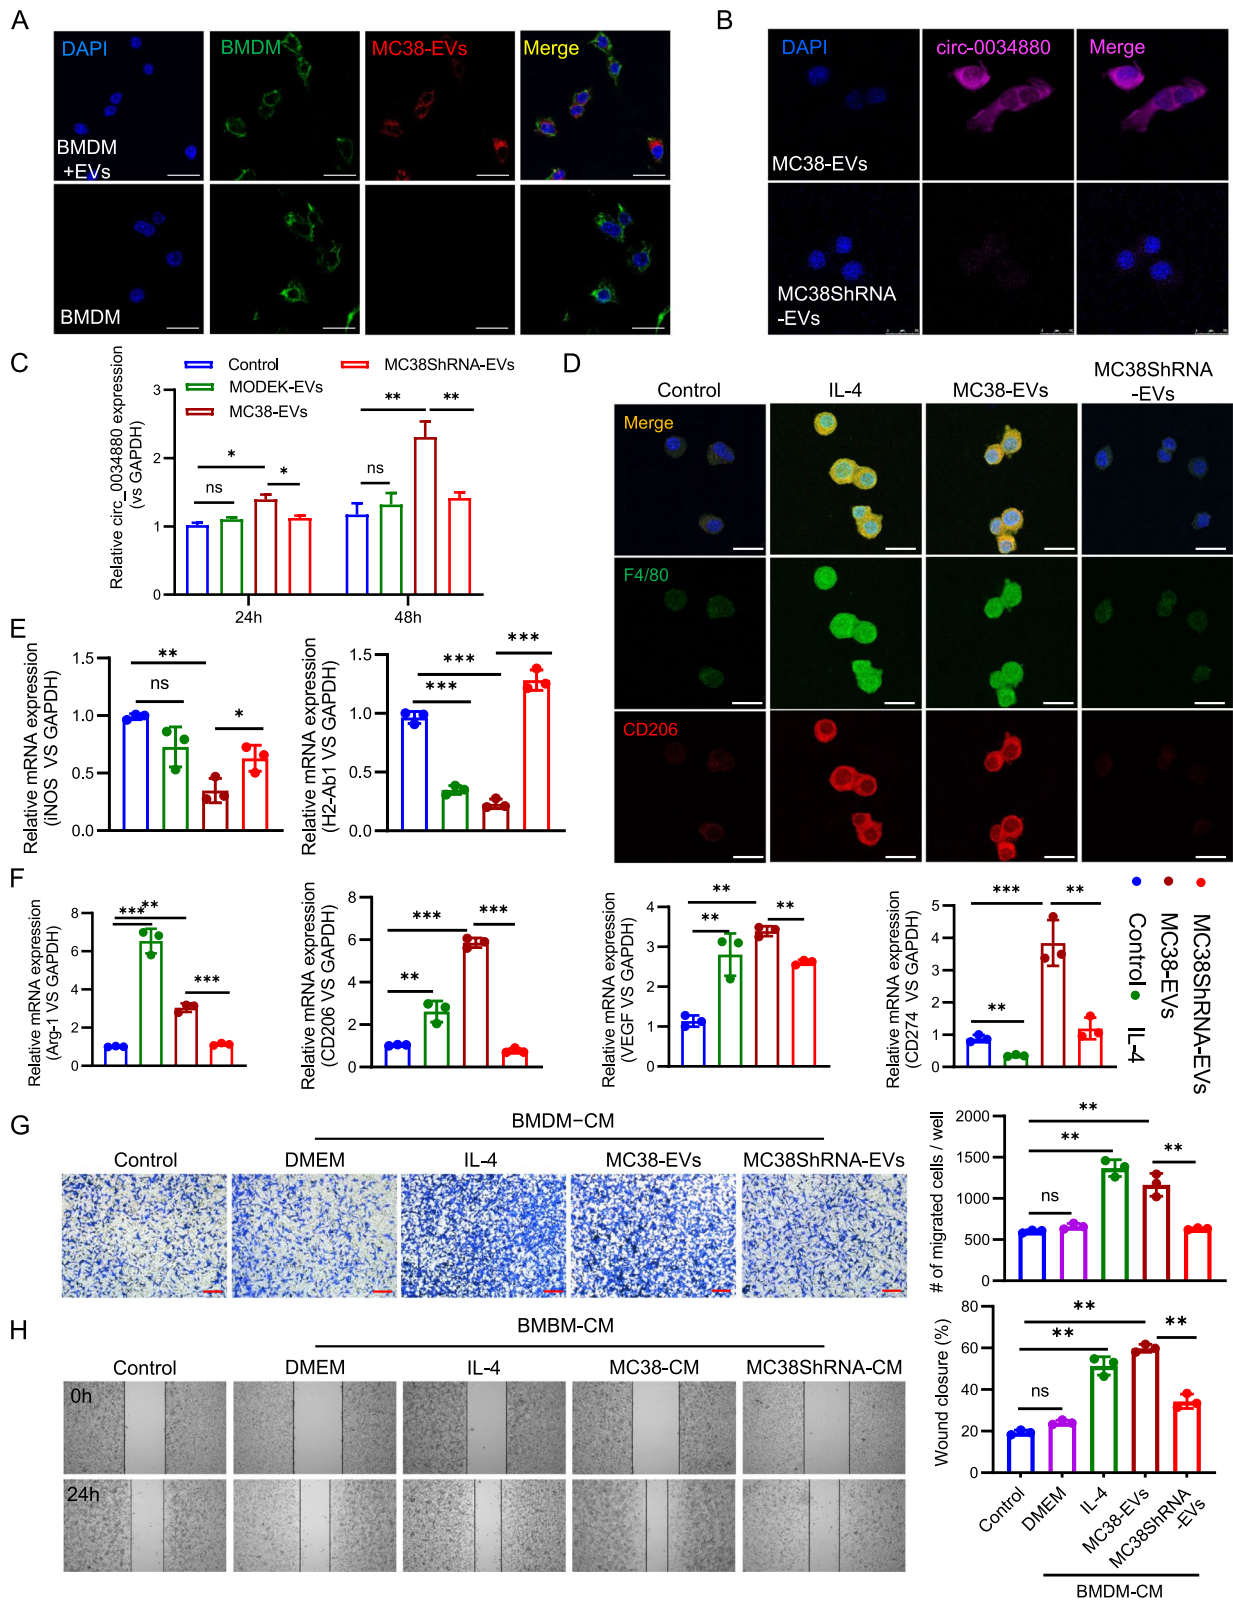 A
DAPI
BMDM
MC38-EVs
Merge
BMDM
+EVs
BMDM
B
DAPI
circ-0034880
Merge
MC38-EVs
MC38ShRNA
-EVs
C
Control
MC38ShRNA-EVs
MODEK-EVs
MC38-EVs
Relative circ_0034880 expression
(vs GAPDH)
3
2
1
0
ns
*
*
ns
**
**
24h
48h
D
Control
IL-4
MC38-EVs
MC38ShRNA
-EVs
Merge
F4/80
CD206
E
Relative mRNA expression
(iNOS VS GAPDH)
1.5
1.0
0.5
0.0
**
ns
*
Relative mRNA expression
(H2-Ab1 VS GAPDH)
1.5
1.0
0.5
0.0
***
***
***
F
Relative mRNA expression
(Arg-1 VS GAPDH)
8
6
4
2
0
***
**
***
Relative mRNA expression
(CD206 VS GAPDH)
8
6
4
2
0
***
***
**
Relative mRNA expression
(VEGF VS GAPDH)
4
3
2
1
0
**
**
**
Relative mRNA expression
(CD274 VS GAPDH)
5
4
3
2
1
0
***
**
**
Control
IL-4
MC38-EVs
MC38ShRNA-EVs
G
BMDM-CM
Control
DMEM
IL-4
MC38-EVs
MC38ShRNA-EVs
# of migrated cells / well
2000
1500
1000
500
0
**
**
**
ns
H
BMBM-CM
Control
DMEM
IL-4
MC38-CM
MC38ShRNA-CM
0h
24h
Wound closure (%)
80
60
40
20
0
**
**
**
ns
Control
DMEM
IL-4
MC38-EVs
MC38ShRNA
-EVs
BMDM-CM